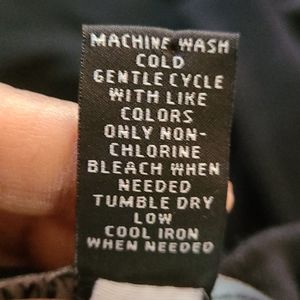 MACHINE WASH
COLD
GENTLE CYCLE
WITH LIKE
COLORS
ONLY NON-
CHLORINE
BLEACH WHEN
NEEDED
TUMBLE DRY
LOW
COOL IRON
WHEN NEEDED